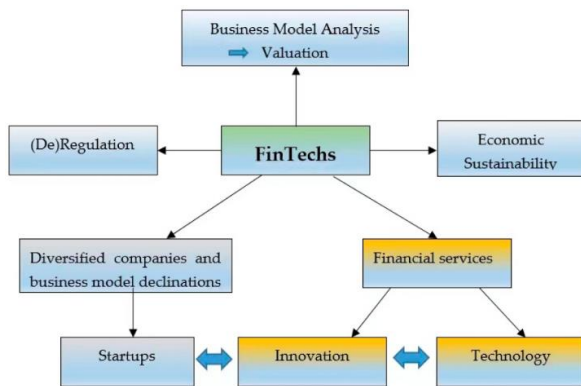 Business Model Analysis
Valuation
(De)Regulation
FinTechs
Economic
Sustainability
Diversified companies and
business model declinations
Financial services
Startups
Innovation
Technology